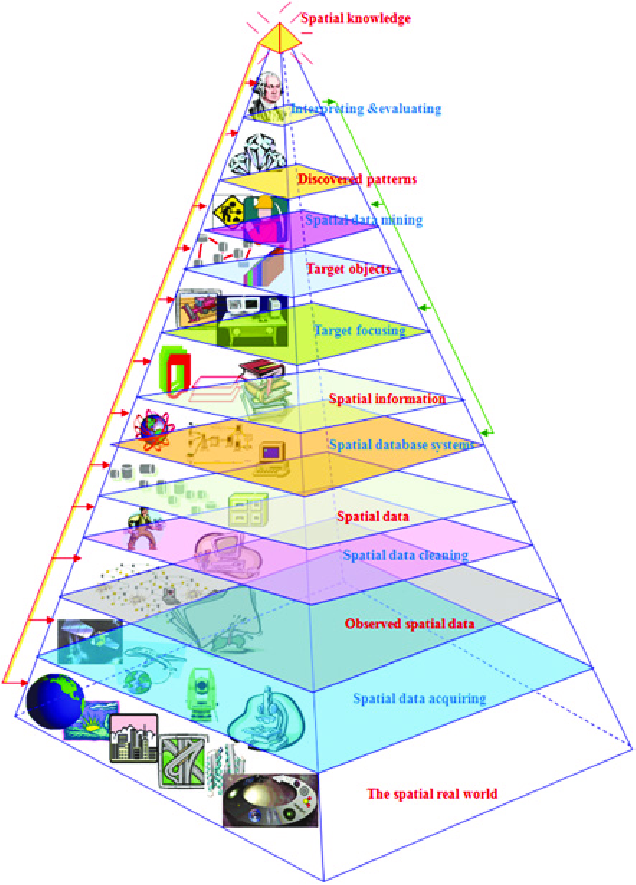 Spatial knowledge
Interpreting &evaluating
Discovered patterns
Spatial data mining
Target objects
Target focusing
Spatial information
Spatial database systems
Spatial data
Spatial data cleaning
Observed spatial data
Spatial data acquiring
The spatial real world